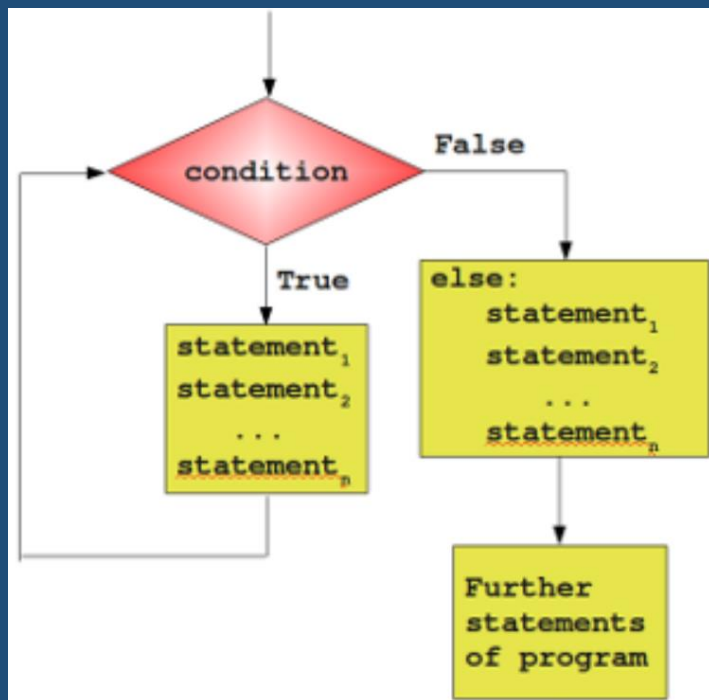 condition
False
True
statement₁
statement₂
...
statementₙ
else:
statement₁
statement₂
...
statementₙ
Further
statements
of program